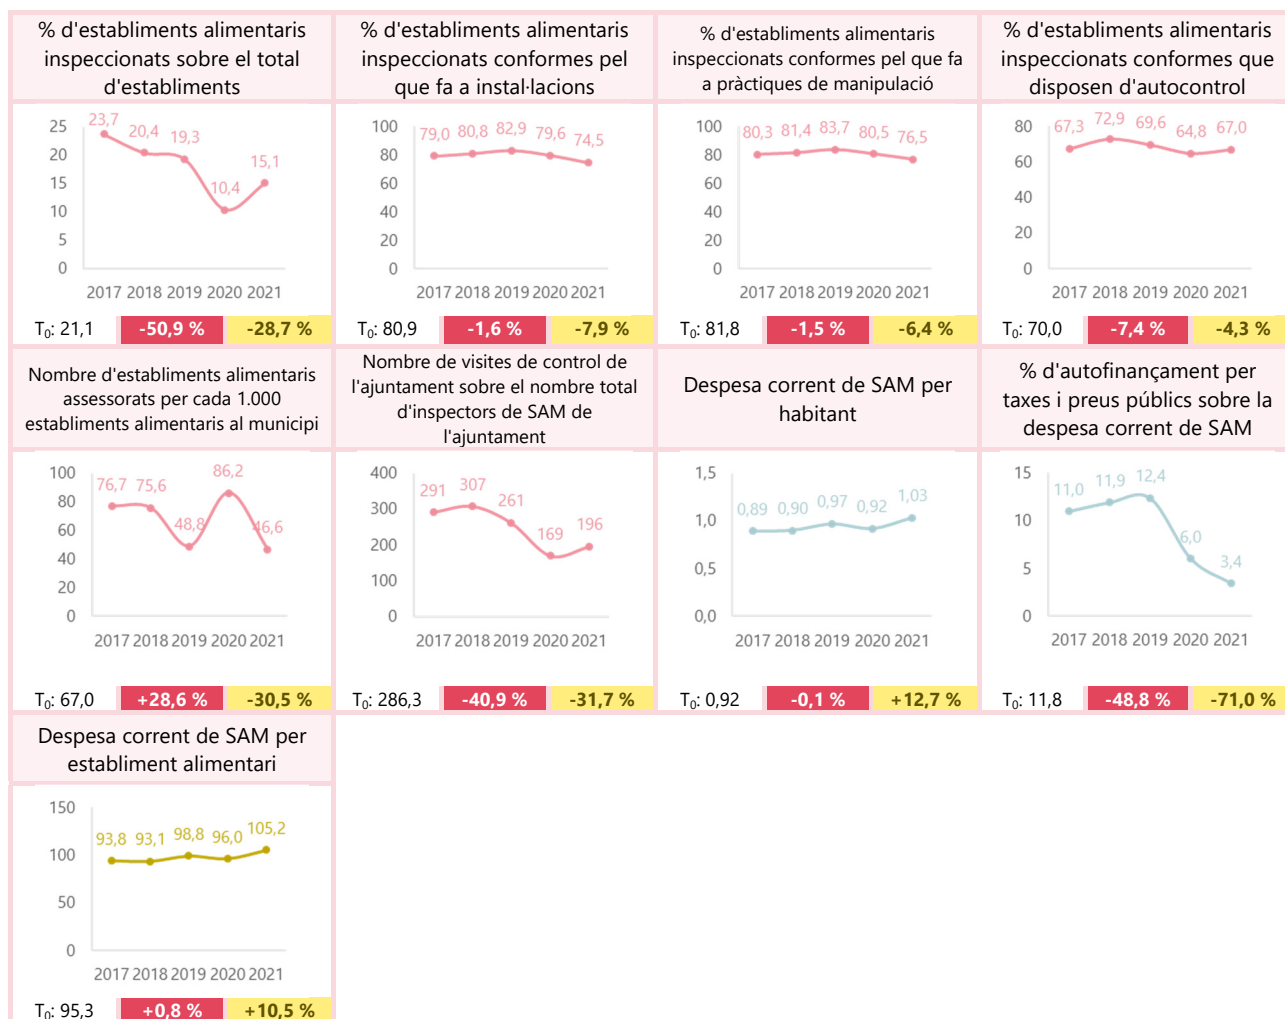 % d'establiments alimentaris
inspeccionats sobre el total
d'establiments
% d'establiments alimentaris
inspeccionats conformes pel
que fa a instal·lacions
% d'establiments alimentaris
inspeccionats conformes pel que fa
a pràctiques de manipulació
% d'establiments alimentaris
inspeccionats conformes que
disposen d'autocontrol
25
20
15
10
5
0
23,7
20,4
19,3
10,4
15,1
2017 2018 2019 2020 2021
100
80
60
40
20
0
79,0 80,8 82,9 79,6 74,5
2017 2018 2019 2020 2021
100
80
60
40
20
0
80,3 81,4 83,7 80,5 76,5
2017 2018 2019 2020 2021
80
60
40
20
0
67,3 72,9 69,6 64,8 67,0
2017 2018 2019 2020 2021
T0: 21,1 -50,9 % -28,7 %
T0: 80,9 -1,6 % -7,9 %
T0: 81,8 -1,5 % -6,4 %
T0: 70,0 -7,4 % -4,3 %
Nombre d'establiments alimentaris
assessorats per cada 1.000
establiments alimentaris al municipi
Nombre de visites de control de
l'ajuntament sobre el nombre total
d'inspectors de SAM de
l'ajuntament
Despesa corrent de SAM per
habitant
% d'autofinançament per
taxes i preus públics sobre la
despesa corrent de SAM
100
80
60
40
20
0
76,7 75,6 48,8 86,2 46,6
2017 2018 2019 2020 2021
400
300
200
100
0
291 307 261 169 196
2017 2018 2019 2020 2021
1,5
1,0
0,5
0,0
0,89 0,90 0,97 0,92 1,03
2017 2018 2019 2020 2021
15
10
5
0
11,0 11,9 12,4 6,0 3,4
2017 2018 2019 2020 2021
T0: 67,0 +28,6 % -30,5 %
T0: 286,3 -40,9 % -31,7 %
T0: 0,92 -0,1 % +12,7 %
T0: 11,8 -48,8 % -71,0 %
Despesa corrent de SAM per
establiment alimentari
150
100
50
0
93,8 93,1 98,8 96,0 105,2
2017 2018 2019 2020 2021
T0: 95,3 +0,8 % +10,5 %